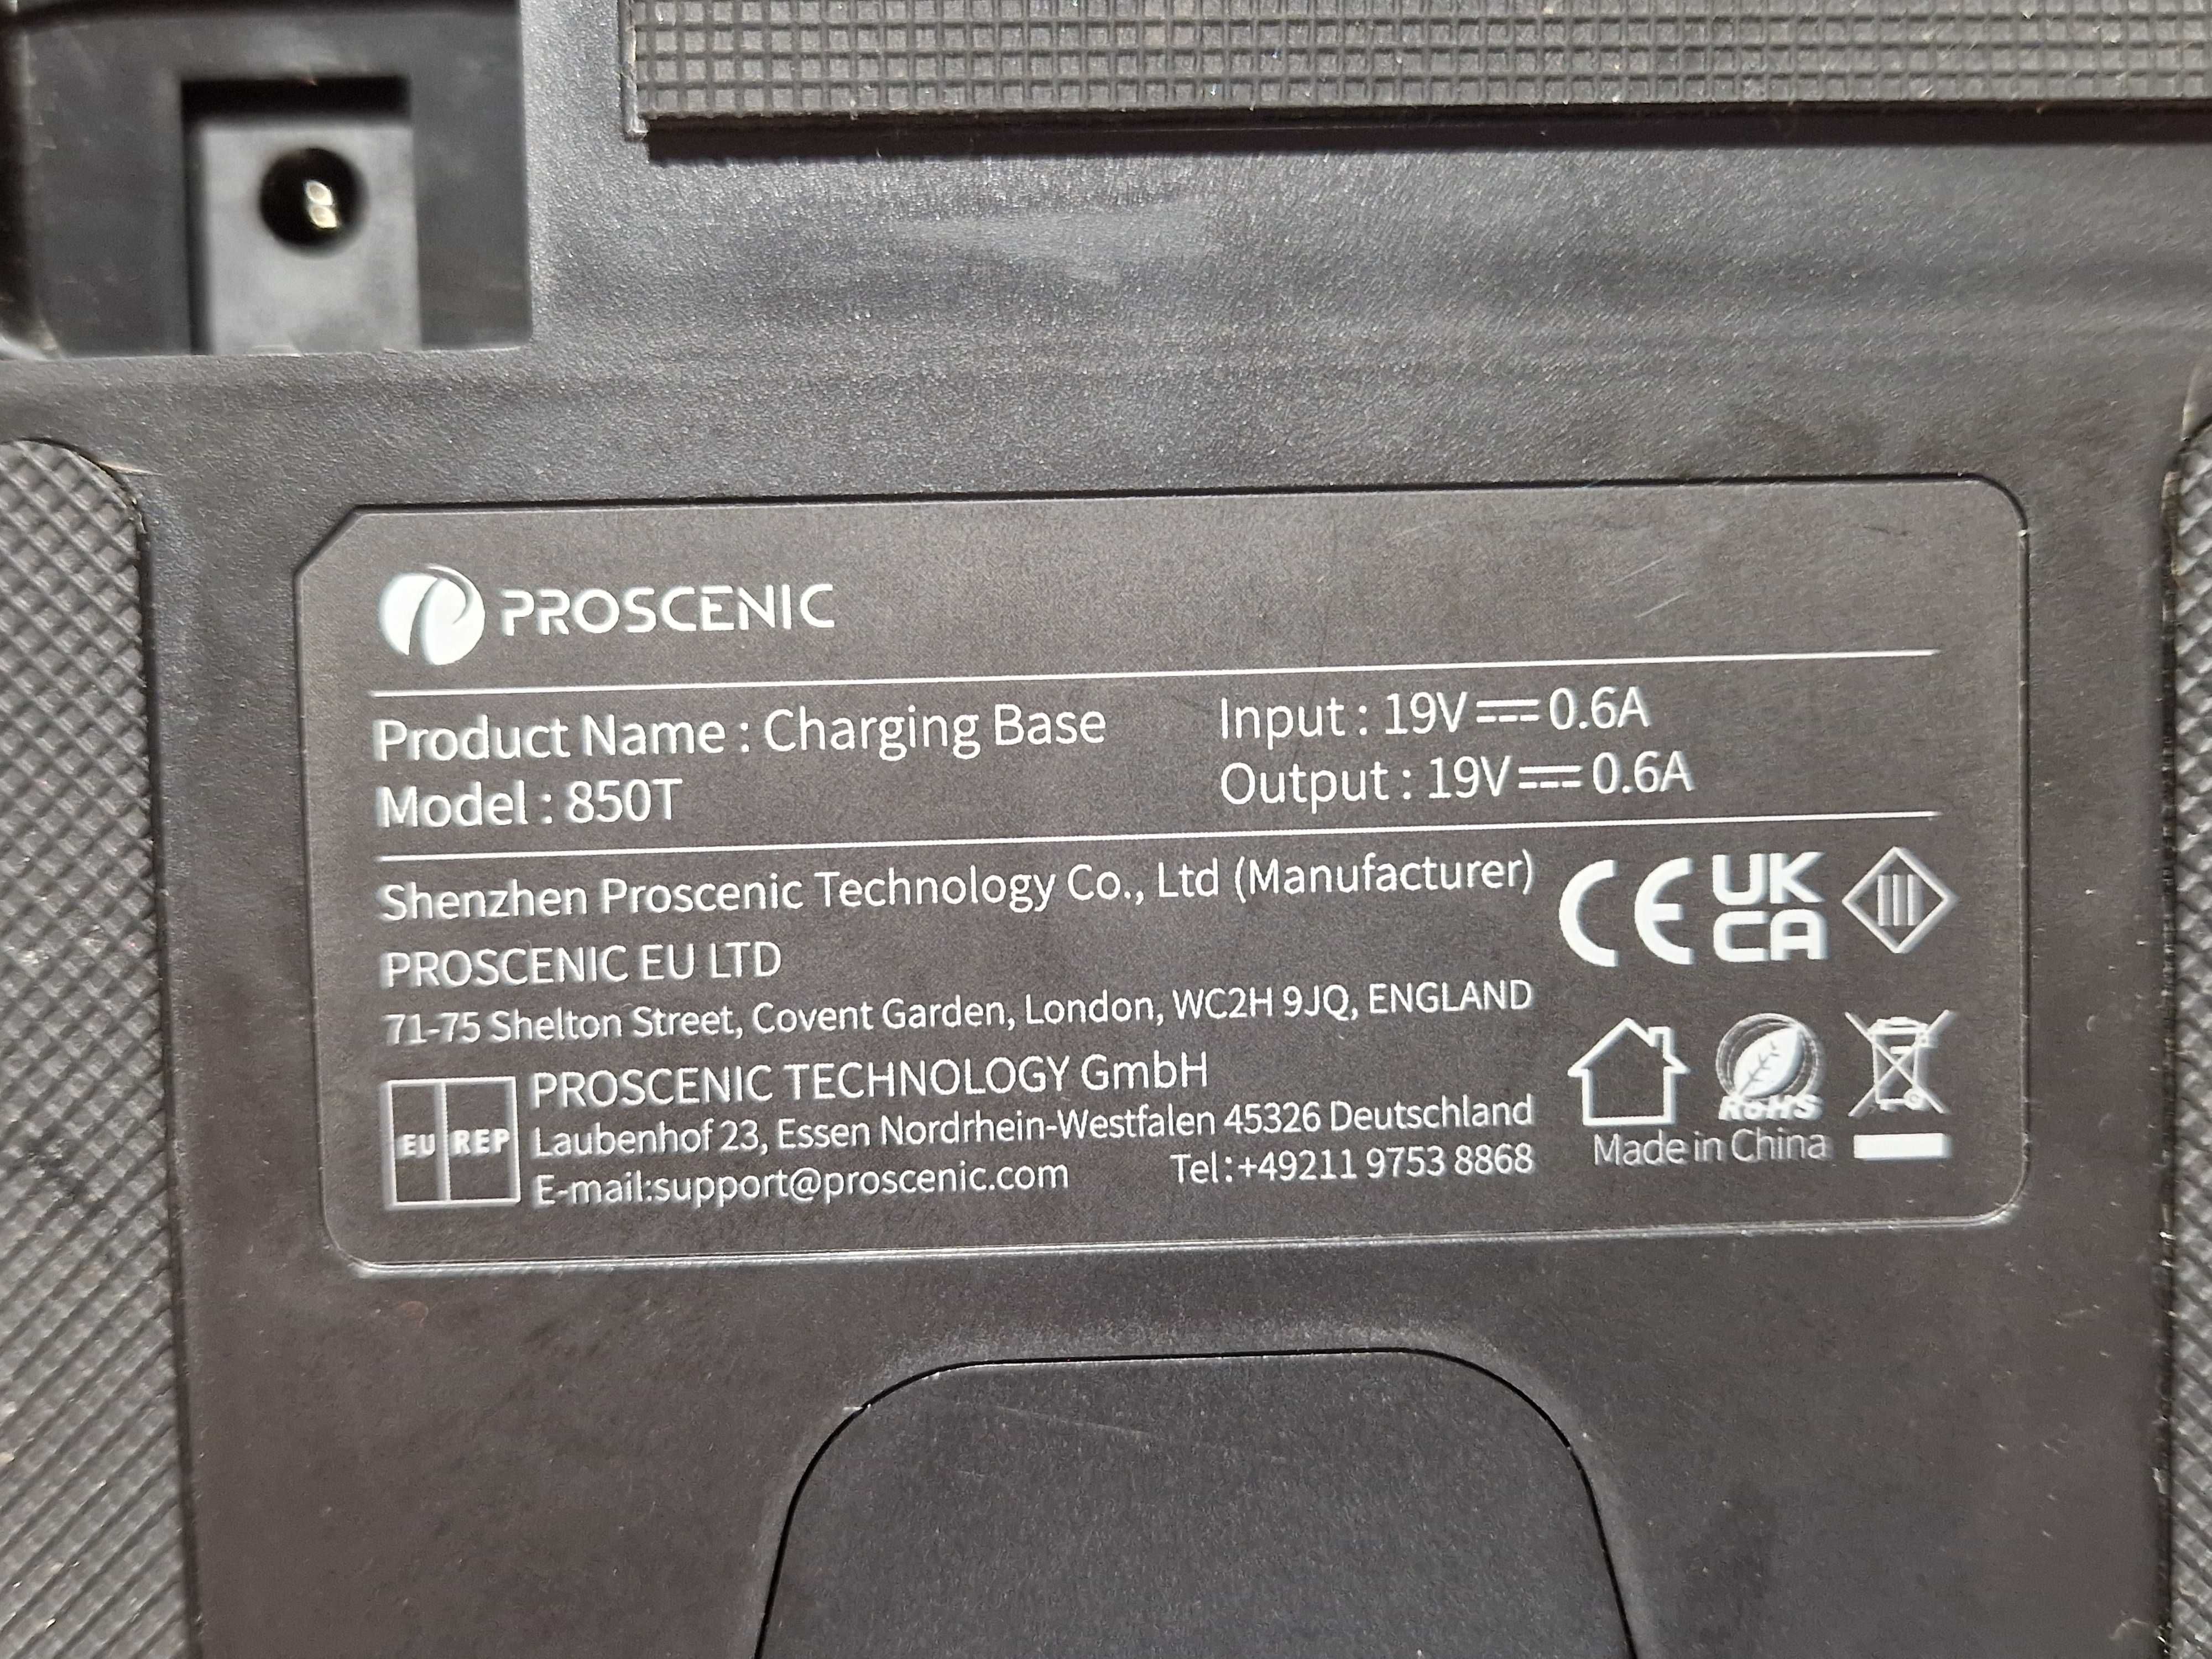 PROSCENIC
Product Name : Charging Base
Model : 850T
Input : 19V⎓0.6A
Output : 19V⎓0.6A
Shenzhen Proscenic Technology Co., Ltd (Manufacturer)
PROSCENIC EU LTD
71-75 Shelton Street, Covent Garden, London, WC2H 9JQ, ENGLAND
EU REP
PROSCENIC TECHNOLOGY GmbH
Laubenhof 23, Essen Nordrhein-Westfalen 45326 Deutschland
E-mail:support@proscenic.com Tel:+49211 9753 8868
CE
UK
CA
III
RoHS
Made in China